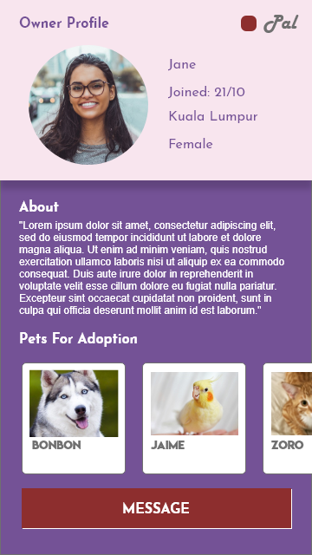 Owner Profile
Pal
Jane
Joined: 21/10
Kuala Lumpur
Female
About
"Lorem ipsum dolor sit amet, consectetur adipiscing elit,
sed do eiusmod tempor incididunt ut labore et dolore
magna aliqua. Ut enim ad minim veniam, quis nostrud
exercitation ullamco laboris nisi ut aliquip ex ea commodo
consequat. Duis aute irure dolor in reprehenderit in
voluptate velit esse cillum dolore eu fugiat nulla pariatur.
Excepteur sint occaecat cupidatat non proident, sunt in
culpa qui officia deserunt mollit anim id est laborum."
Pets For Adoption
BONBON
JAIME
ZORO
MESSAGE